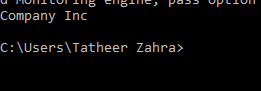 d Monitoring engine, pass option
Company Inc
C:\Users\Tatheer Zahra>